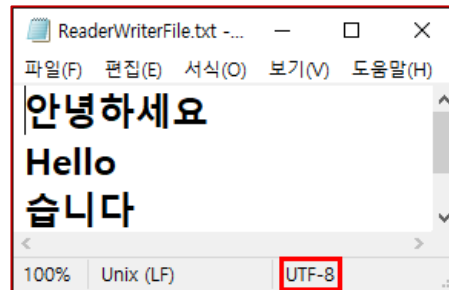 ReaderWriterFile.txt -...
파일(F) 편집(E) 서식(O) 보기(V) 도움말(H)
안녕하세요
Hello
습니다
100% Unix (LF) UTF-8